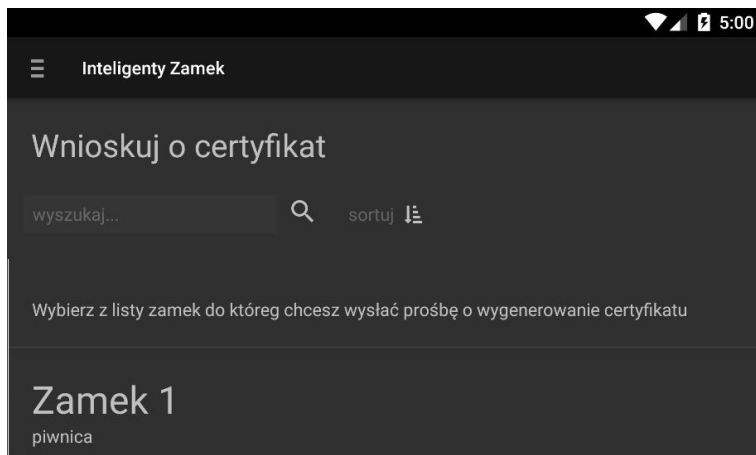 5:00
Inteligenty Zamek
Wnioskuj o certyfikat
wyszukaj...
sortuj
Wybierz z listy zamek do któreg chcesz wysłać prośbę o wygenerowanie certyfikatu
Zamek 1
piwnica